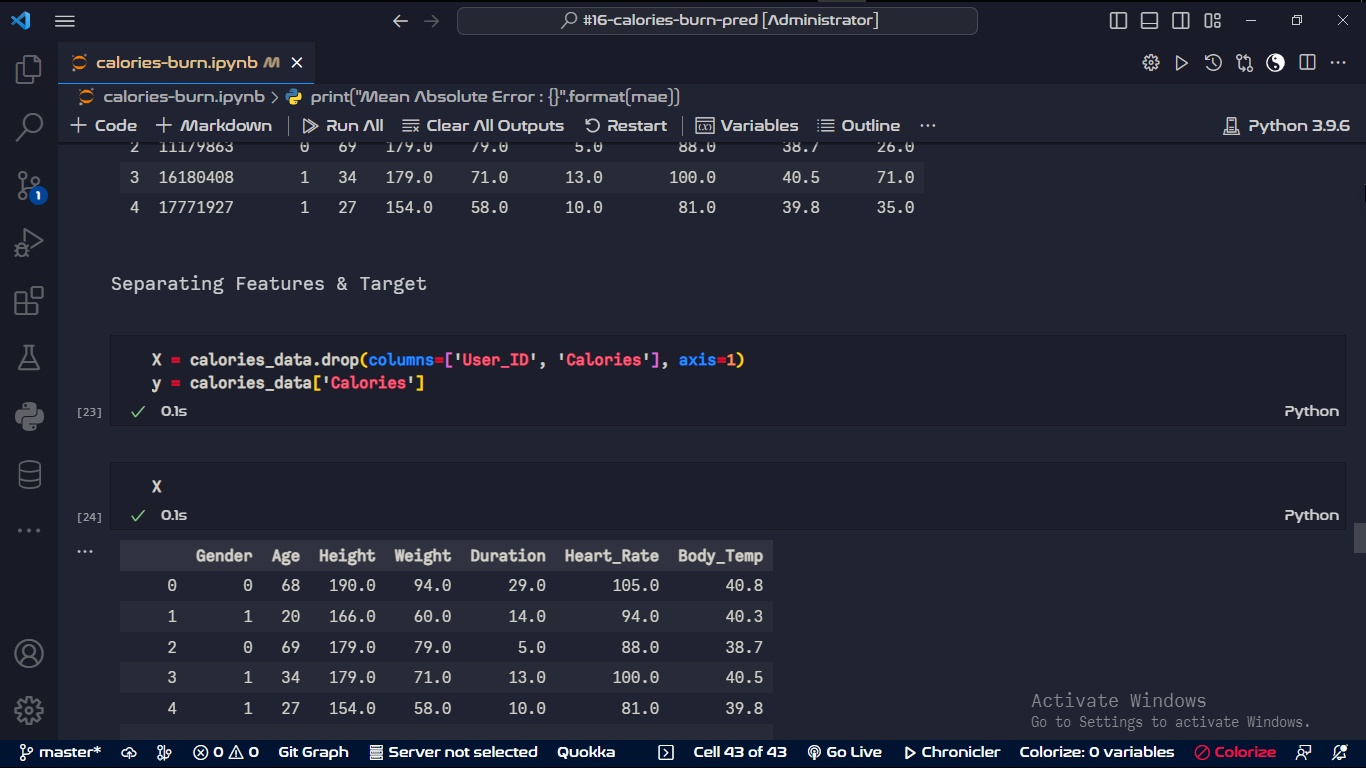 #16-calories-burn-pred [Administrator]
calories-burn.ipynb M
calories-burn.ipynb > print("Mean Absolute Error : {}".format(mae))
+ Code + Markdown | Run All Clear All Outputs Restart | Variables Outline ... Python 3.9.6
2 11179863 0 69 179.0 79.0 5.0 88.0 38.7 26.0
3 16180408 1 34 179.0 71.0 13.0 100.0 40.5 71.0
4 17771927 1 27 154.0 58.0 10.0 81.0 39.8 35.0
Separating Features & Target
X = calories_data.drop(columns=['User_ID', 'Calories'], axis=1)
y = calories_data['Calories']
[23] 0.1s Python
X
[24] 0.1s Python
Gender Age Height Weight Duration Heart_Rate Body_Temp
0 0 68 190.0 94.0 29.0 105.0 40.8
1 1 20 166.0 60.0 14.0 94.0 40.3
2 0 69 179.0 79.0 5.0 88.0 38.7
3 1 34 179.0 71.0 13.0 100.0 40.5
4 1 27 154.0 58.0 10.0 81.0 39.8
Activate Windows
Go to Settings to activate Windows.
1
master* 0 0 Git Graph Server not selected Quokka Cell 43 of 43 Go Live Chronicler Colorize: 0 variables Colorize